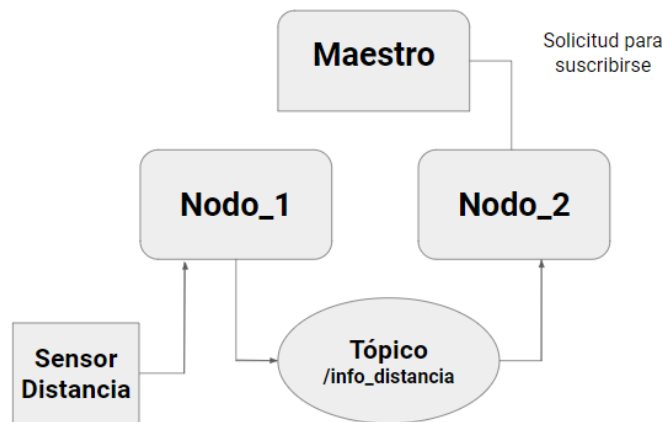 Maestro
Solicitud para
suscribirse
Nodo_1
Nodo_2
Sensor
Distancia
Tópico
/info_distancia